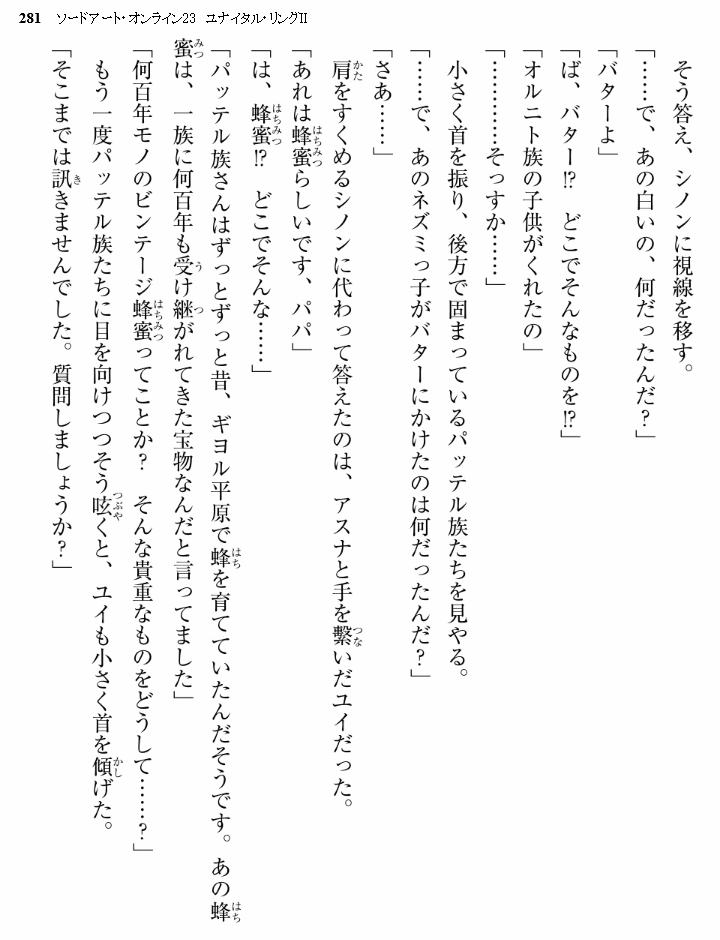 281 ソードアート・オンライン23 ユナイタル・リングII
そう答え、シノンに視線を移す。
「……で、あの白いの、何だったんだ？」
「バターよ」
「ば、バター!? どこでそんなものを!?」
「オルニト族の子供がくれたの」
「…………そっすか……」
小さく首を振り、後方で固まっているパッテル族たちを見やる。
「……で、あのネズミっ子がバターにかけたのは何だったんだ？」
「さあ……」
肩をすくめるシノンに代わって答えたのは、アスナと手を繋いだユイだった。
「あれは蜂蜜らしいです、パパ」
「は、蜂蜜!? どこでそんな……」
「パッテル族さんはずっとずっと昔、ギヨル平原で蜂を育てていたんだそうです。あの蜂
蜜は、一族に何百年も受け継がれてきた宝物なんだと言ってました」
「何百年モノのビンテージ蜂蜜ってことか？ そんな貴重なものをどうして……？」
もう一度パッテル族たちに目を向けつつそう呟くと、ユイも小さく首を傾げた。
「そこまでは訊きませんでした。質問しましょうか？」